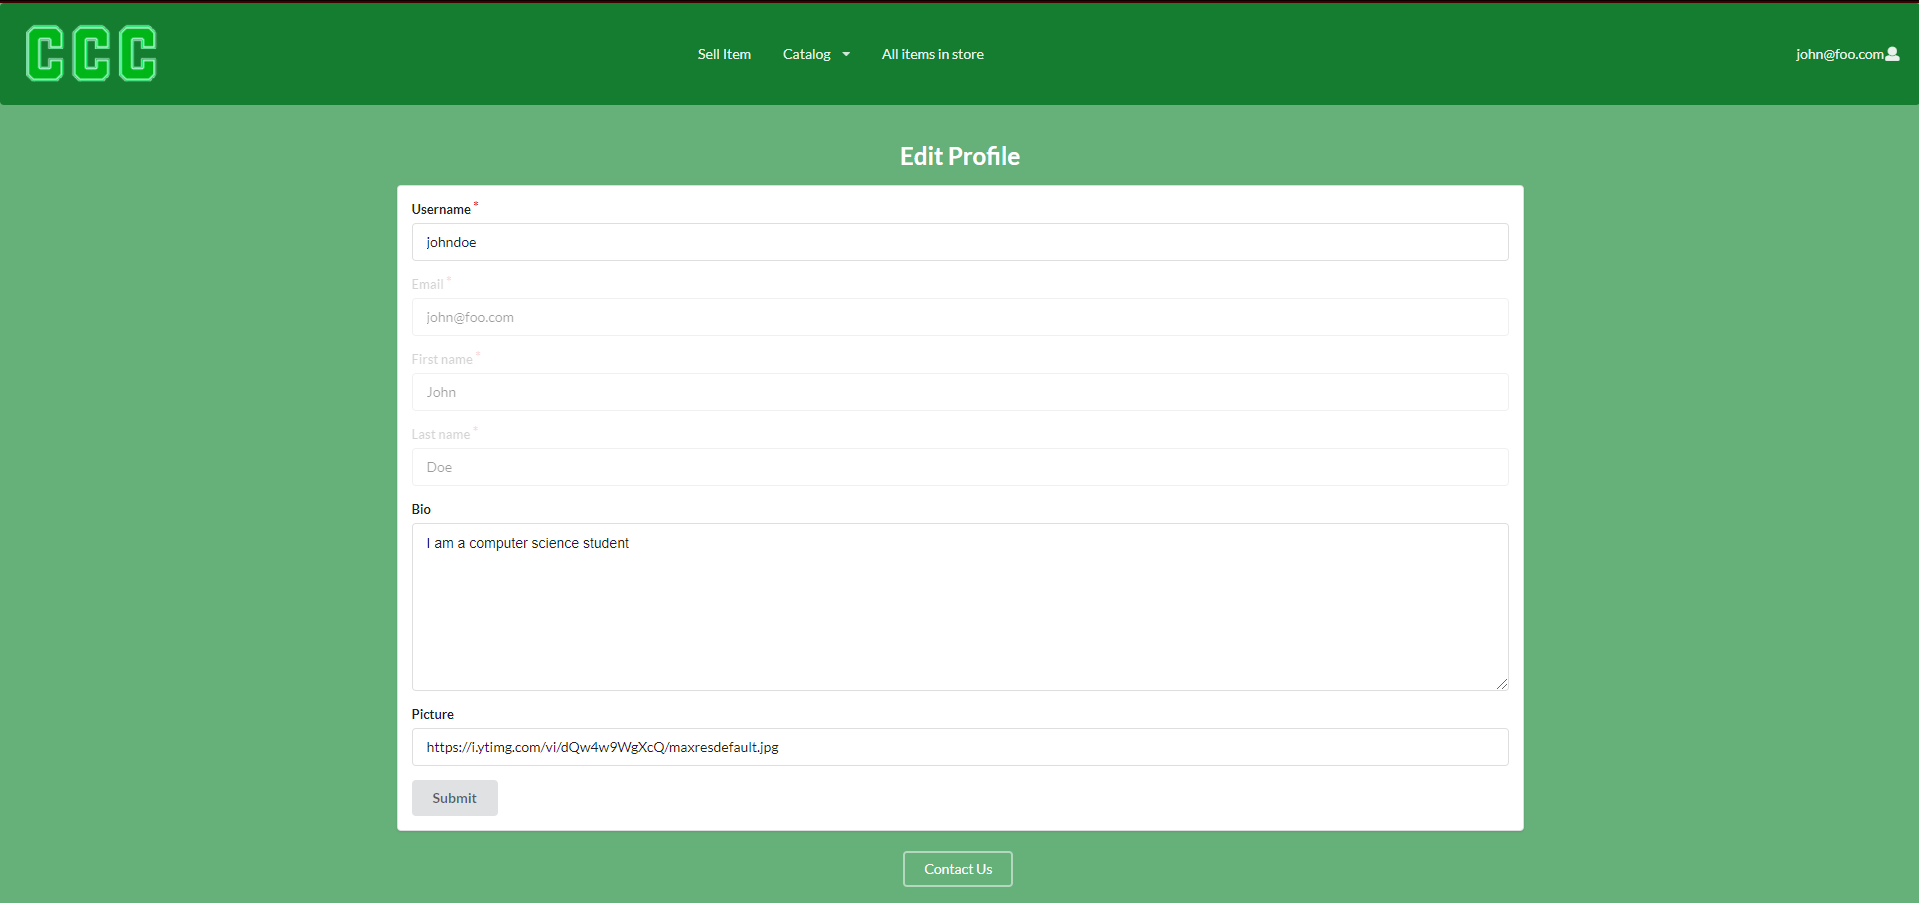 CCC
Sell Item
Catalog
All items in store
john@foo.com
Edit Profile
Username*
johndoe
Email*
john@foo.com
First name*
John
Last name*
Doe
Bio
I am a computer science student
Picture
https://i.ytimg.com/vi/dQw4w9WgXcQ/maxresdefault.jpg
Submit
Contact Us